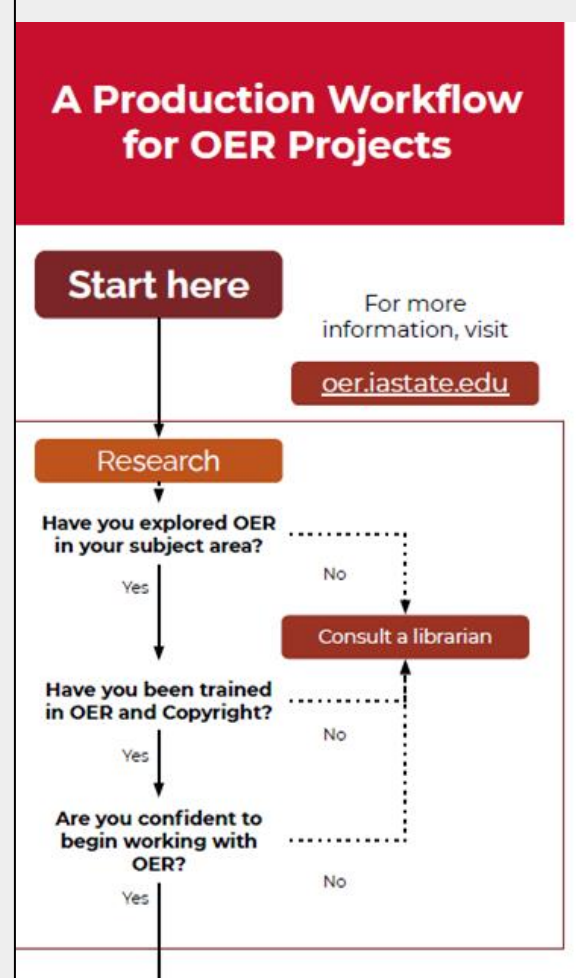 A Production Workflow
for OER Projects
Start here
For more
information, visit
oer.iastate.edu
Research
Have you explored OER
in your subject area?
No
Yes
Consult a librarian
Have you been trained
in OER and Copyright?
No
Yes
Are you confident to
begin working with
OER?
No
Yes